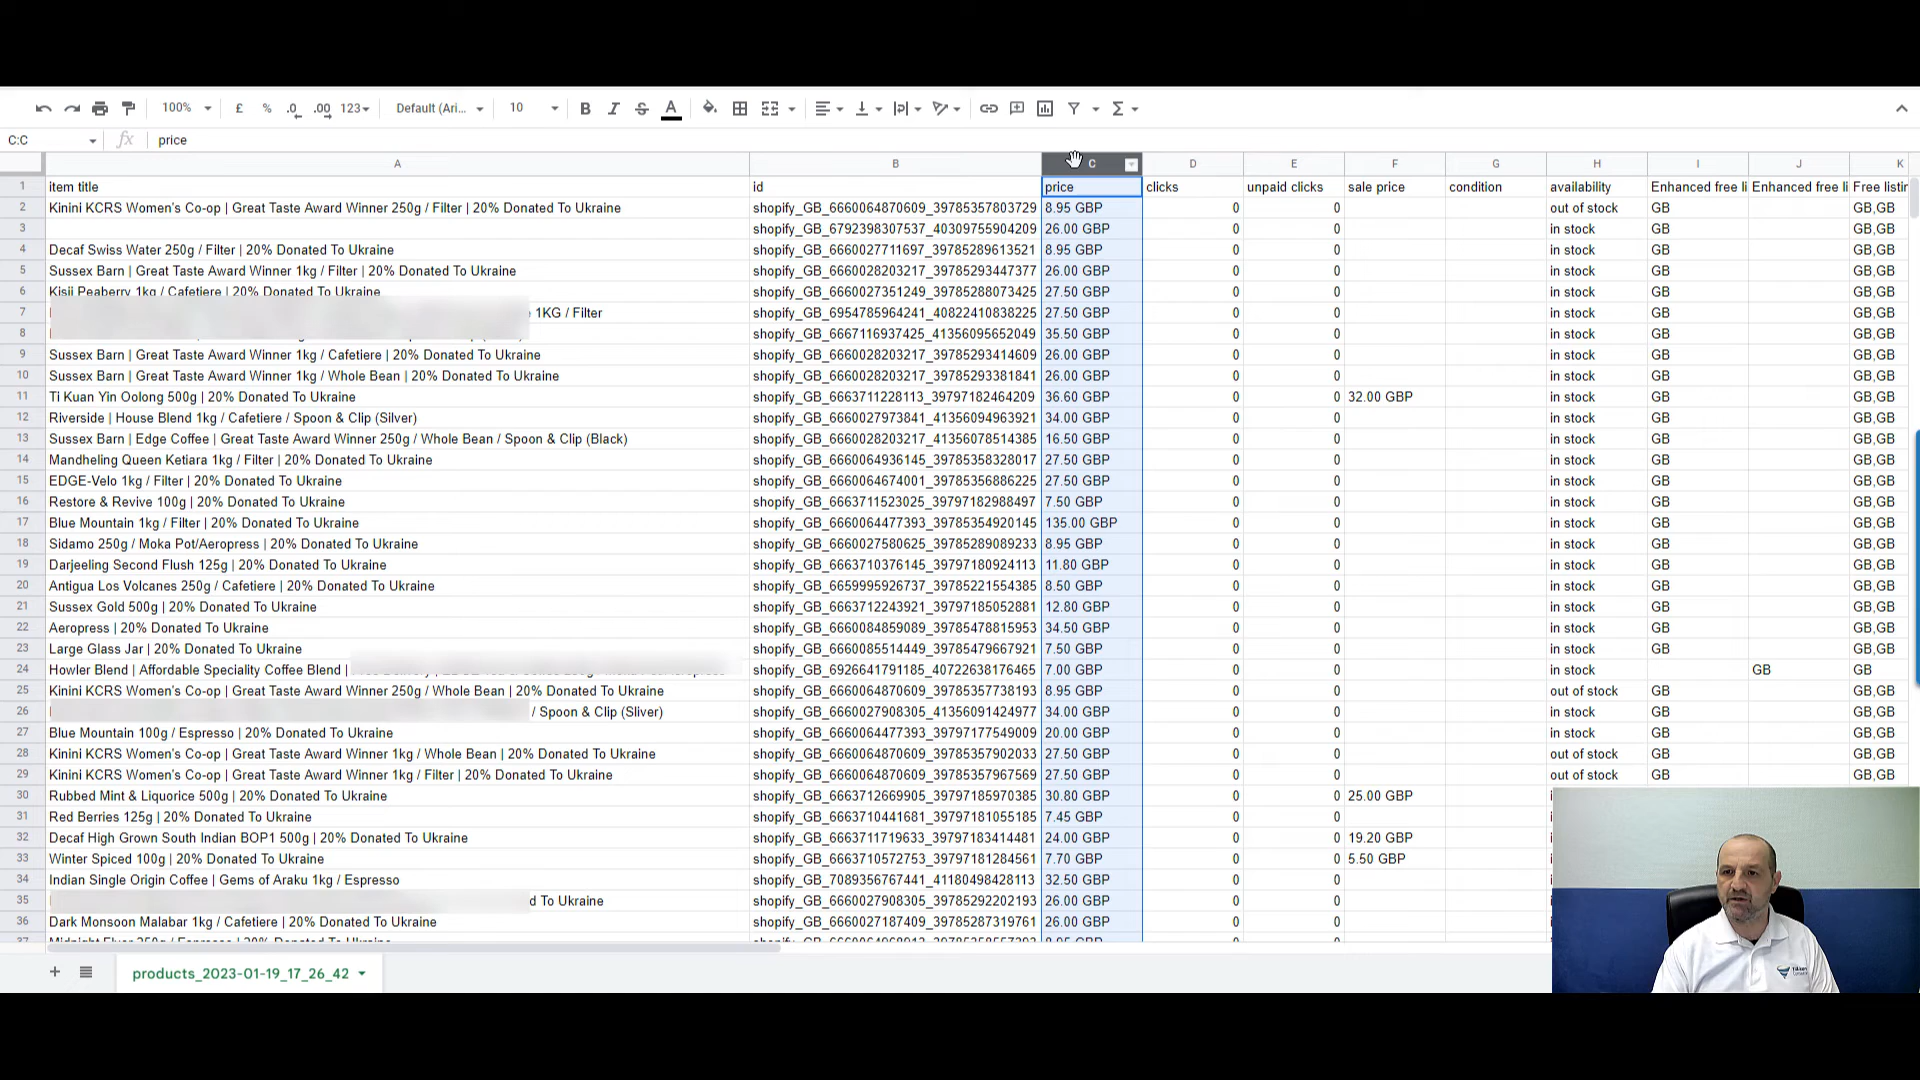 100% £ % .0 .00 123 Default (Ari... 10 B I S A Σ
C:C fx price
A B C D E F G H I J K
1 item title id price clicks unpaid clicks sale price condition availability Enhanced free li Enhanced free li Free listin
2 Kinini KCRS Women's Co-op | Great Taste Award Winner 250g / Filter | 20% Donated To Ukraine shopify_GB_6660064870609_39785357803729 8.95 GBP 0 0 out of stock GB GB,GB
3 shopify_GB_6792398307537_40309755904209 26.00 GBP 0 0 in stock GB GB,GB
4 Decaf Swiss Water 250g / Filter | 20% Donated To Ukraine shopify_GB_6660027711697_39785289613521 8.95 GBP 0 0 in stock GB GB,GB
5 Sussex Barn | Great Taste Award Winner 1kg / Filter | 20% Donated To Ukraine shopify_GB_6660028203217_39785293447377 26.00 GBP 0 0 in stock GB GB,GB
6 Kisii Peaberry 1kg / Cafetiere | 20% Donated To Ukraine shopify_GB_6660027351249_39785288073425 27.50 GBP 0 0 in stock GB GB,GB
7 1KG / Filter shopify_GB_6954785964241_40822410838225 27.50 GBP 0 0 in stock GB GB,GB
8 shopify_GB_6667116937425_41356095652049 35.50 GBP 0 0 in stock GB GB,GB
9 Sussex Barn | Great Taste Award Winner 1kg / Cafetiere | 20% Donated To Ukraine shopify_GB_6660028203217_39785293414609 26.00 GBP 0 0 in stock GB GB,GB
10 Sussex Barn | Great Taste Award Winner 1kg / Whole Bean | 20% Donated To Ukraine shopify_GB_6660028203217_39785293381841 26.00 GBP 0 0 in stock GB GB,GB
11 Ti Kuan Yin Oolong 500g | 20% Donated To Ukraine shopify_GB_6663711228113_39797182464209 36.60 GBP 0 0 32.00 GBP in stock GB GB,GB
12 Riverside | House Blend 1kg / Cafetiere / Spoon & Clip (Silver) shopify_GB_6660027973841_41356094963921 34.00 GBP 0 0 in stock GB GB,GB
13 Sussex Barn | Edge Coffee | Great Taste Award Winner 250g / Whole Bean / Spoon & Clip (Black) shopify_GB_6660028203217_41356078514385 16.50 GBP 0 0 in stock GB GB,GB
14 Mandheling Queen Ketiara 1kg / Filter | 20% Donated To Ukraine shopify_GB_6660064936145_39785358328017 27.50 GBP 0 0 in stock GB GB,GB
15 EDGE-Velo 1kg / Filter | 20% Donated To Ukraine shopify_GB_6660064674001_39785356886225 27.50 GBP 0 0 in stock GB GB,GB
16 Restore & Revive 100g | 20% Donated To Ukraine shopify_GB_6663711523025_39797182988497 7.50 GBP 0 0 in stock GB GB,GB
17 Blue Mountain 1kg / Filter | 20% Donated To Ukraine shopify_GB_6660064477393_39785354920145 135.00 GBP 0 0 in stock GB GB,GB
18 Sidamo 250g / Moka Pot/Aeropress | 20% Donated To Ukraine shopify_GB_6660027580625_39785289089233 8.95 GBP 0 0 in stock GB GB,GB
19 Darjeeling Second Flush 125g | 20% Donated To Ukraine shopify_GB_6663710376145_39797180924113 11.80 GBP 0 0 in stock GB GB,GB
20 Antigua Los Volcanes 250g / Cafetiere | 20% Donated To Ukraine shopify_GB_6659995926737_39785221554385 8.50 GBP 0 0 in stock GB GB,GB
21 Sussex Gold 500g | 20% Donated To Ukraine shopify_GB_6663712243921_39797185052881 12.80 GBP 0 0 in stock GB GB,GB
22 Aeropress | 20% Donated To Ukraine shopify_GB_6660084859089_39785478815953 34.50 GBP 0 0 in stock GB GB,GB
23 Large Glass Jar | 20% Donated To Ukraine shopify_GB_6660085514449_39785479667921 7.50 GBP 0 0 in stock GB GB,GB
24 Howler Blend | Affordable Speciality Coffee Blend | shopify_GB_6926641791185_40722638176465 7.00 GBP 0 0 in stock GB GB
25 Kinini KCRS Women's Co-op | Great Taste Award Winner 250g / Whole Bean | 20% Donated To Ukraine shopify_GB_6660064870609_39785357738193 8.95 GBP 0 0 out of stock GB GB,GB
26 / Spoon & Clip (Sliver) shopify_GB_6660027908305_41356091424977 34.00 GBP 0 0 in stock GB GB,GB
27 Blue Mountain 100g / Espresso | 20% Donated To Ukraine shopify_GB_6660064477393_39797177549009 20.00 GBP 0 0 in stock GB GB,GB
28 Kinini KCRS Women's Co-op | Great Taste Award Winner 1kg / Whole Bean | 20% Donated To Ukraine shopify_GB_6660064870609_39785357902033 27.50 GBP 0 0 out of stock GB GB,GB
29 Kinini KCRS Women's Co-op | Great Taste Award Winner 1kg / Filter | 20% Donated To Ukraine shopify_GB_6660064870609_39785357967569 27.50 GBP 0 0 out of stock GB GB,GB
30 Rubbed Mint & Liquorice 500g | 20% Donated To Ukraine shopify_GB_6663712669905_39797185970385 30.80 GBP 0 0 25.00 GBP
31 Red Berries 125g | 20% Donated To Ukraine shopify_GB_6663710441681_39797181055185 7.45 GBP 0 0
32 Decaf High Grown South Indian BOP1 500g | 20% Donated To Ukraine shopify_GB_6663711719633_39797183414481 24.00 GBP 0 0 19.20 GBP
33 Winter Spiced 100g | 20% Donated To Ukraine shopify_GB_6663710572753_39797181284561 7.70 GBP 0 0 5.50 GBP
34 Indian Single Origin Coffee | Gems of Araku 1kg / Espresso shopify_GB_7089356767441_41180498428113 32.50 GBP 0 0
35 d To Ukraine shopify_GB_6660027908305_39785292202193 26.00 GBP 0 0
36 Dark Monsoon Malabar 1kg / Cafetiere | 20% Donated To Ukraine shopify_GB_6660027187409_39785287319761 26.00 GBP 0 0
products_2023-01-19_17_26_42